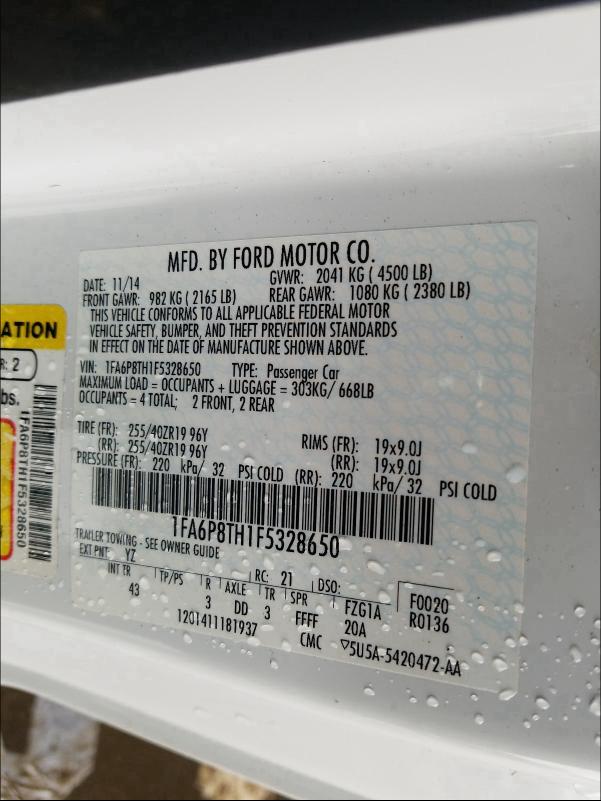 MFD. BY FORD MOTOR CO.
DATE: 11/14 GVWR: 2041 KG ( 4500 LB)
FRONT GAWR: 982 KG ( 2165 LB) REAR GAWR: 1080 KG ( 2380 LB)
THIS VEHICLE CONFORMS TO ALL APPLICABLE FEDERAL MOTOR
VEHICLE SAFETY, BUMPER, AND THEFT PREVENTION STANDARDS
IN EFFECT ON THE DATE OF MANUFACTURE SHOWN ABOVE.
VIN: 1FA6P8TH1F5328650 TYPE: Passenger Car
MAXIMUM LOAD = OCCUPANTS + LUGGAGE = 303KG/ 668LB
OCCUPANTS = 4 TOTAL; 2 FRONT, 2 REAR
TIRE (FR): 255/40ZR19 96Y RIMS (FR): 19x9.0J
(RR): 255/40ZR19 96Y (RR): 19x9.0J
PRESSURE (FR): 220 kPa/ 32 PSI COLD (RR): 220 kPa/ 32 PSI COLD
1FA6P8TH1F5328650
TRAILER TOWING - SEE OWNER GUIDE
EXT PNT: YZ RC: 21 DSO:
INT TR TP/PS R AXLE TR SPR FZG1A F0020
43 3 DD 3 FFFF 20A R0136
1201411181937 CMC ▽5U5A-5420472-AA
ATION
R: 2
bs.
1FA6P8TH1F5328650